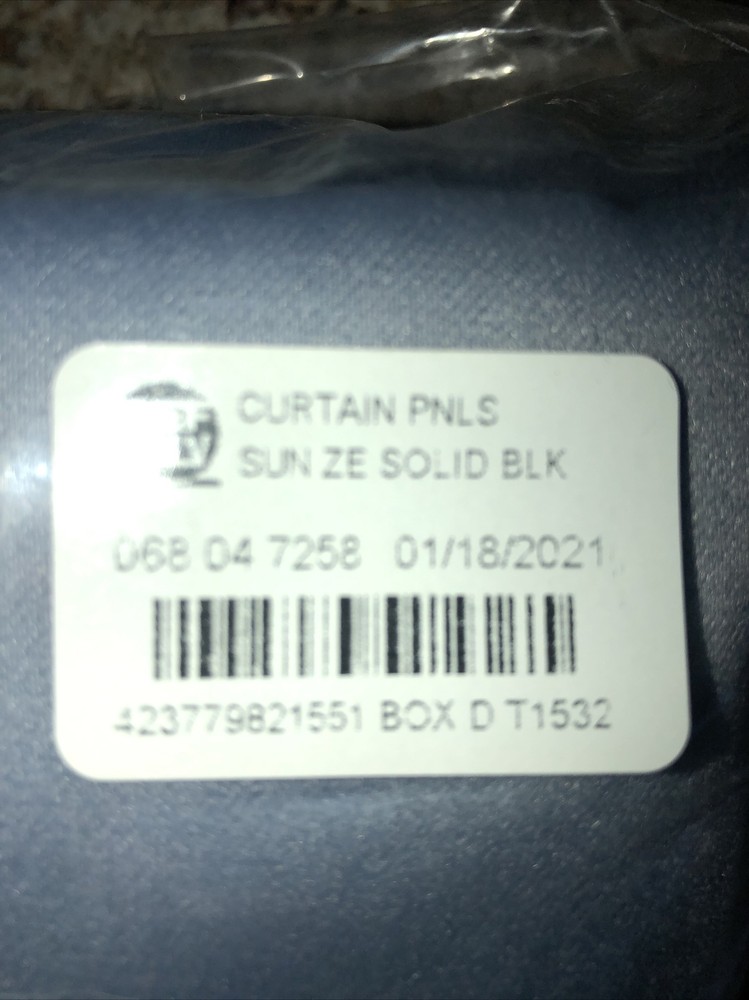 CURTAIN PNLS
SUN ZE SOLID BLK
068 04 7258 01/18/2021
423779821551 BOX D T1532